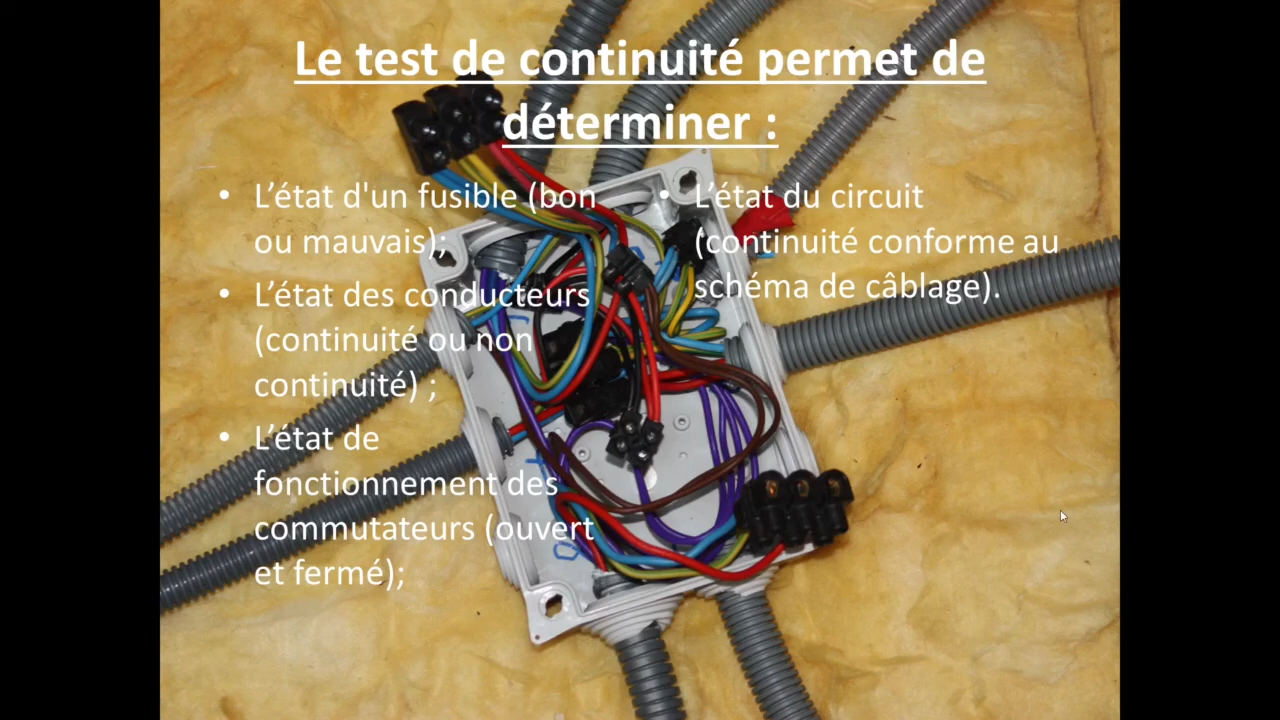 Le test de continuité permet de
déterminer :
• L’état d'un fusible (bon
ou mauvais);
• L’état des conducteurs
(continuité ou non
continuité) ;
• L’état de
fonctionnement des
commutateurs (ouvert
et fermé);
• L’état du circuit
(continuité conforme au
schéma de câblage).